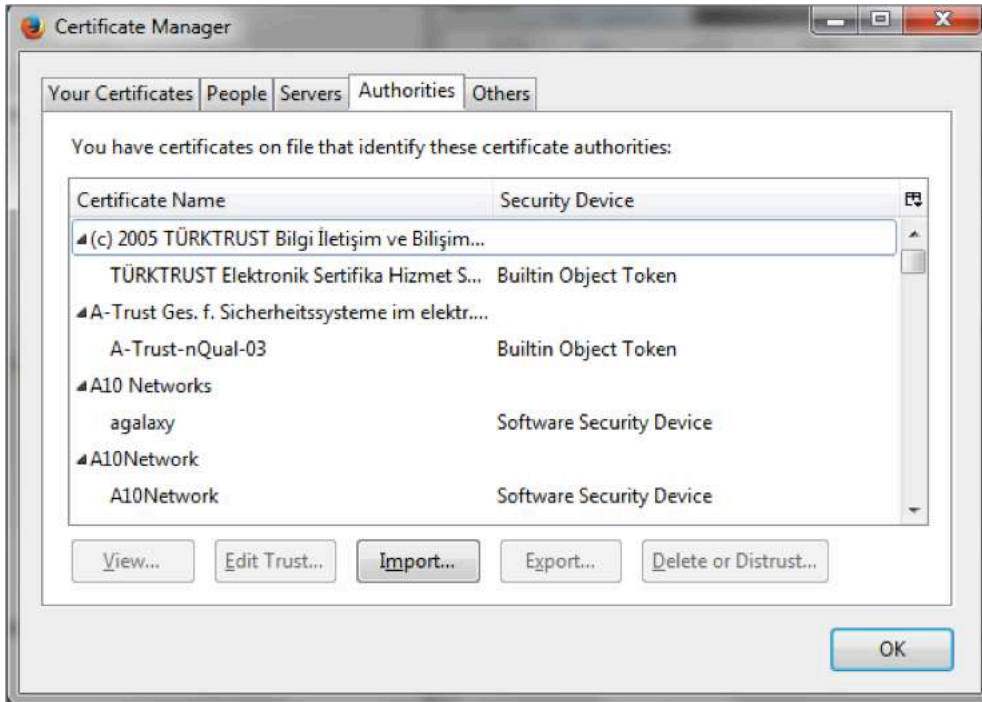 Certificate Manager
Your Certificates People Servers Authorities Others
You have certificates on file that identify these certificate authorities:
Certificate Name Security Device
(c) 2005 TÜRKTRUST Bilgi İletişim ve Bilişim...
TÜRKTRUST Elektronik Sertifika Hizmet S... Builtin Object Token
A-Trust Ges. f. Sicherheitssysteme im elektr....
A-Trust-nQual-03 Builtin Object Token
A10 Networks
agalaxy Software Security Device
A10Network
A10Network Software Security Device
View... Edit Trust... Import... Export... Delete or Distrust...
OK